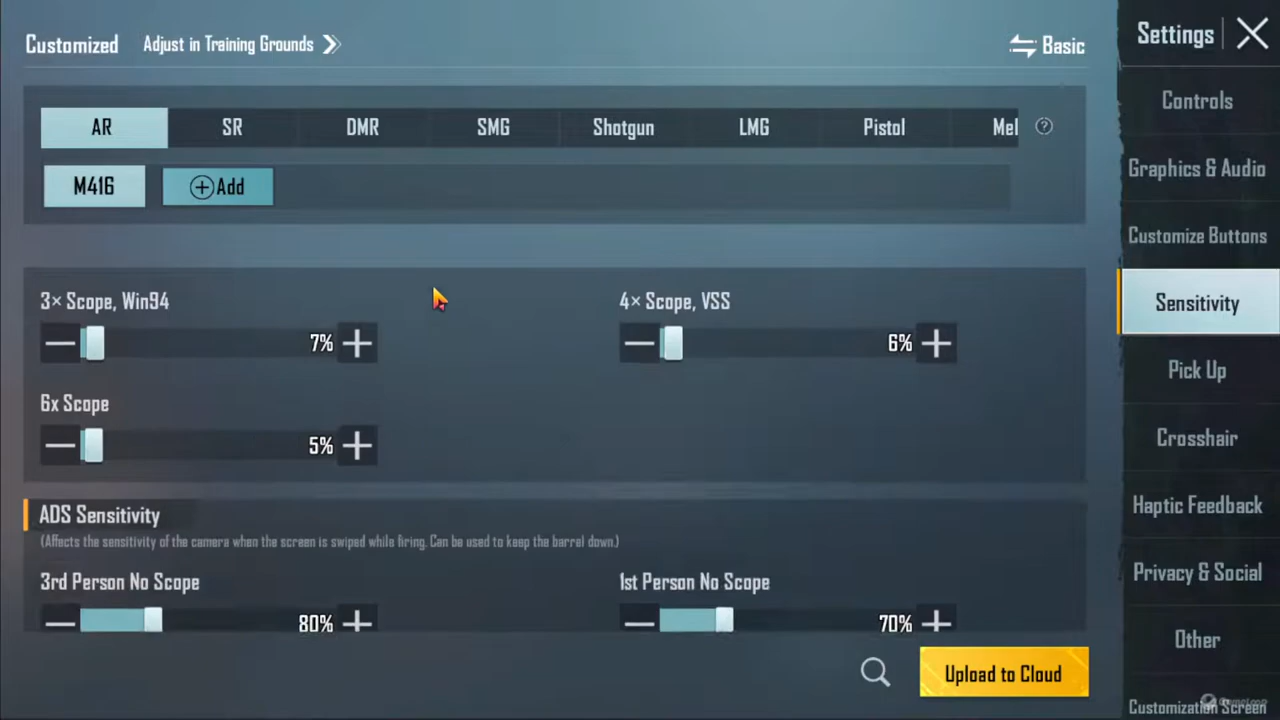 Customized
Adjust in Training Grounds
Basic
Settings
AR
SR
DMR
SMG
Shotgun
LMG
Pistol
Mel
?
M416
Add
3× Scope, Win94
4× Scope, VSS
7%
6%
6x Scope
5%
ADS Sensitivity
(Affects the sensitivity of the camera when the screen is swiped while firing. Can be used to keep the barrel down.)
3rd Person No Scope
1st Person No Scope
80%
70%
Upload to Cloud
Controls
Graphics & Audio
Customize Buttons
Sensitivity
Pick Up
Crosshair
Haptic Feedback
Privacy & Social
Other
Customization Screen
GameLoop